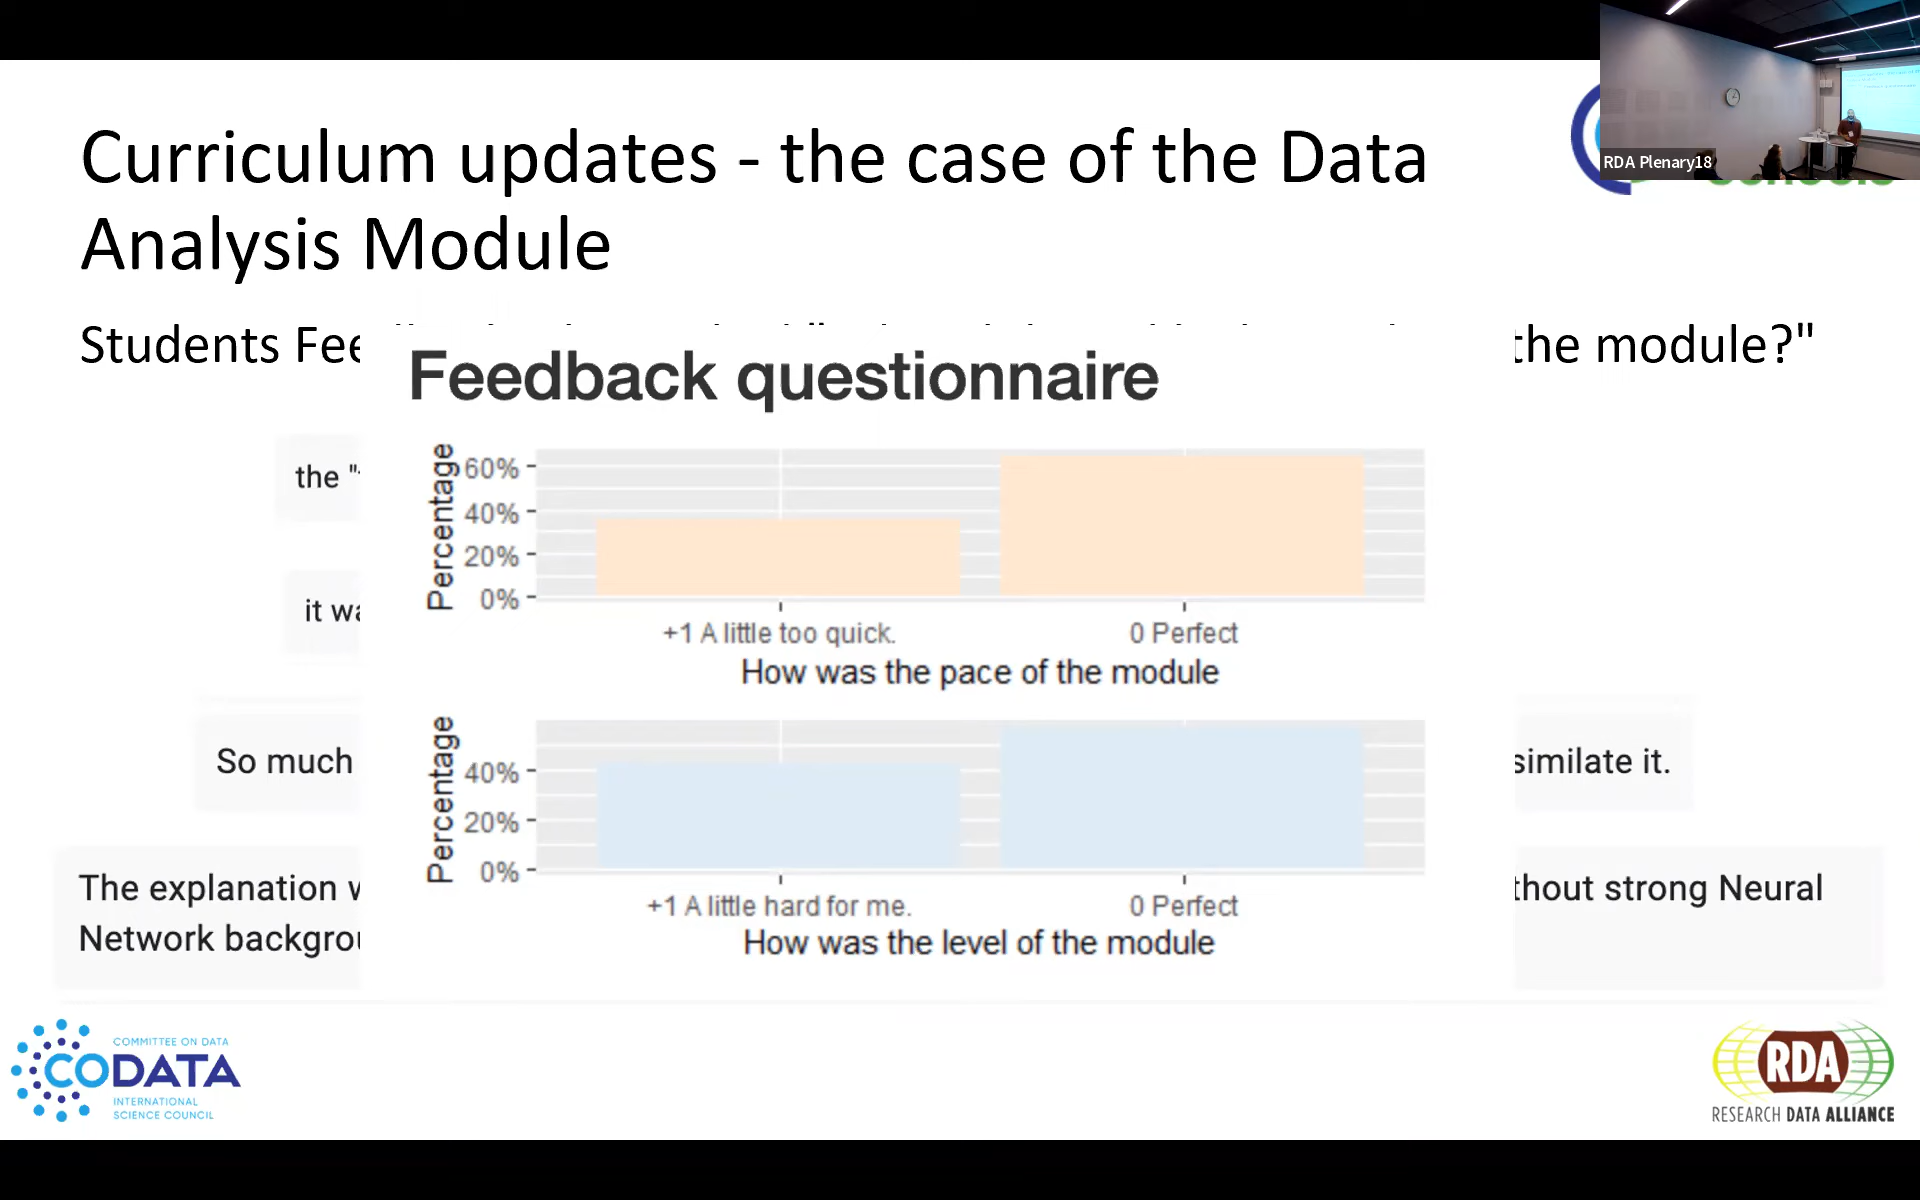 Curriculum updates - the case of the Data
Analysis Module
RDA Plenary18
Students Fee
the module?"
Feedback questionnaire
the "
it wa
So much
similate it.
The explanation w
thout strong Neural
Network backgrou
Percentage
60%
40%
20%
0%
+1 A little too quick.
0 Perfect
How was the pace of the module
Percentage
40%
20%
0%
+1 A little hard for me.
0 Perfect
How was the level of the module
COMMITTEE ON DATA
CODATA
INTERNATIONAL
SCIENCE COUNCIL
RDA
RESEARCH DATA ALLIANCE